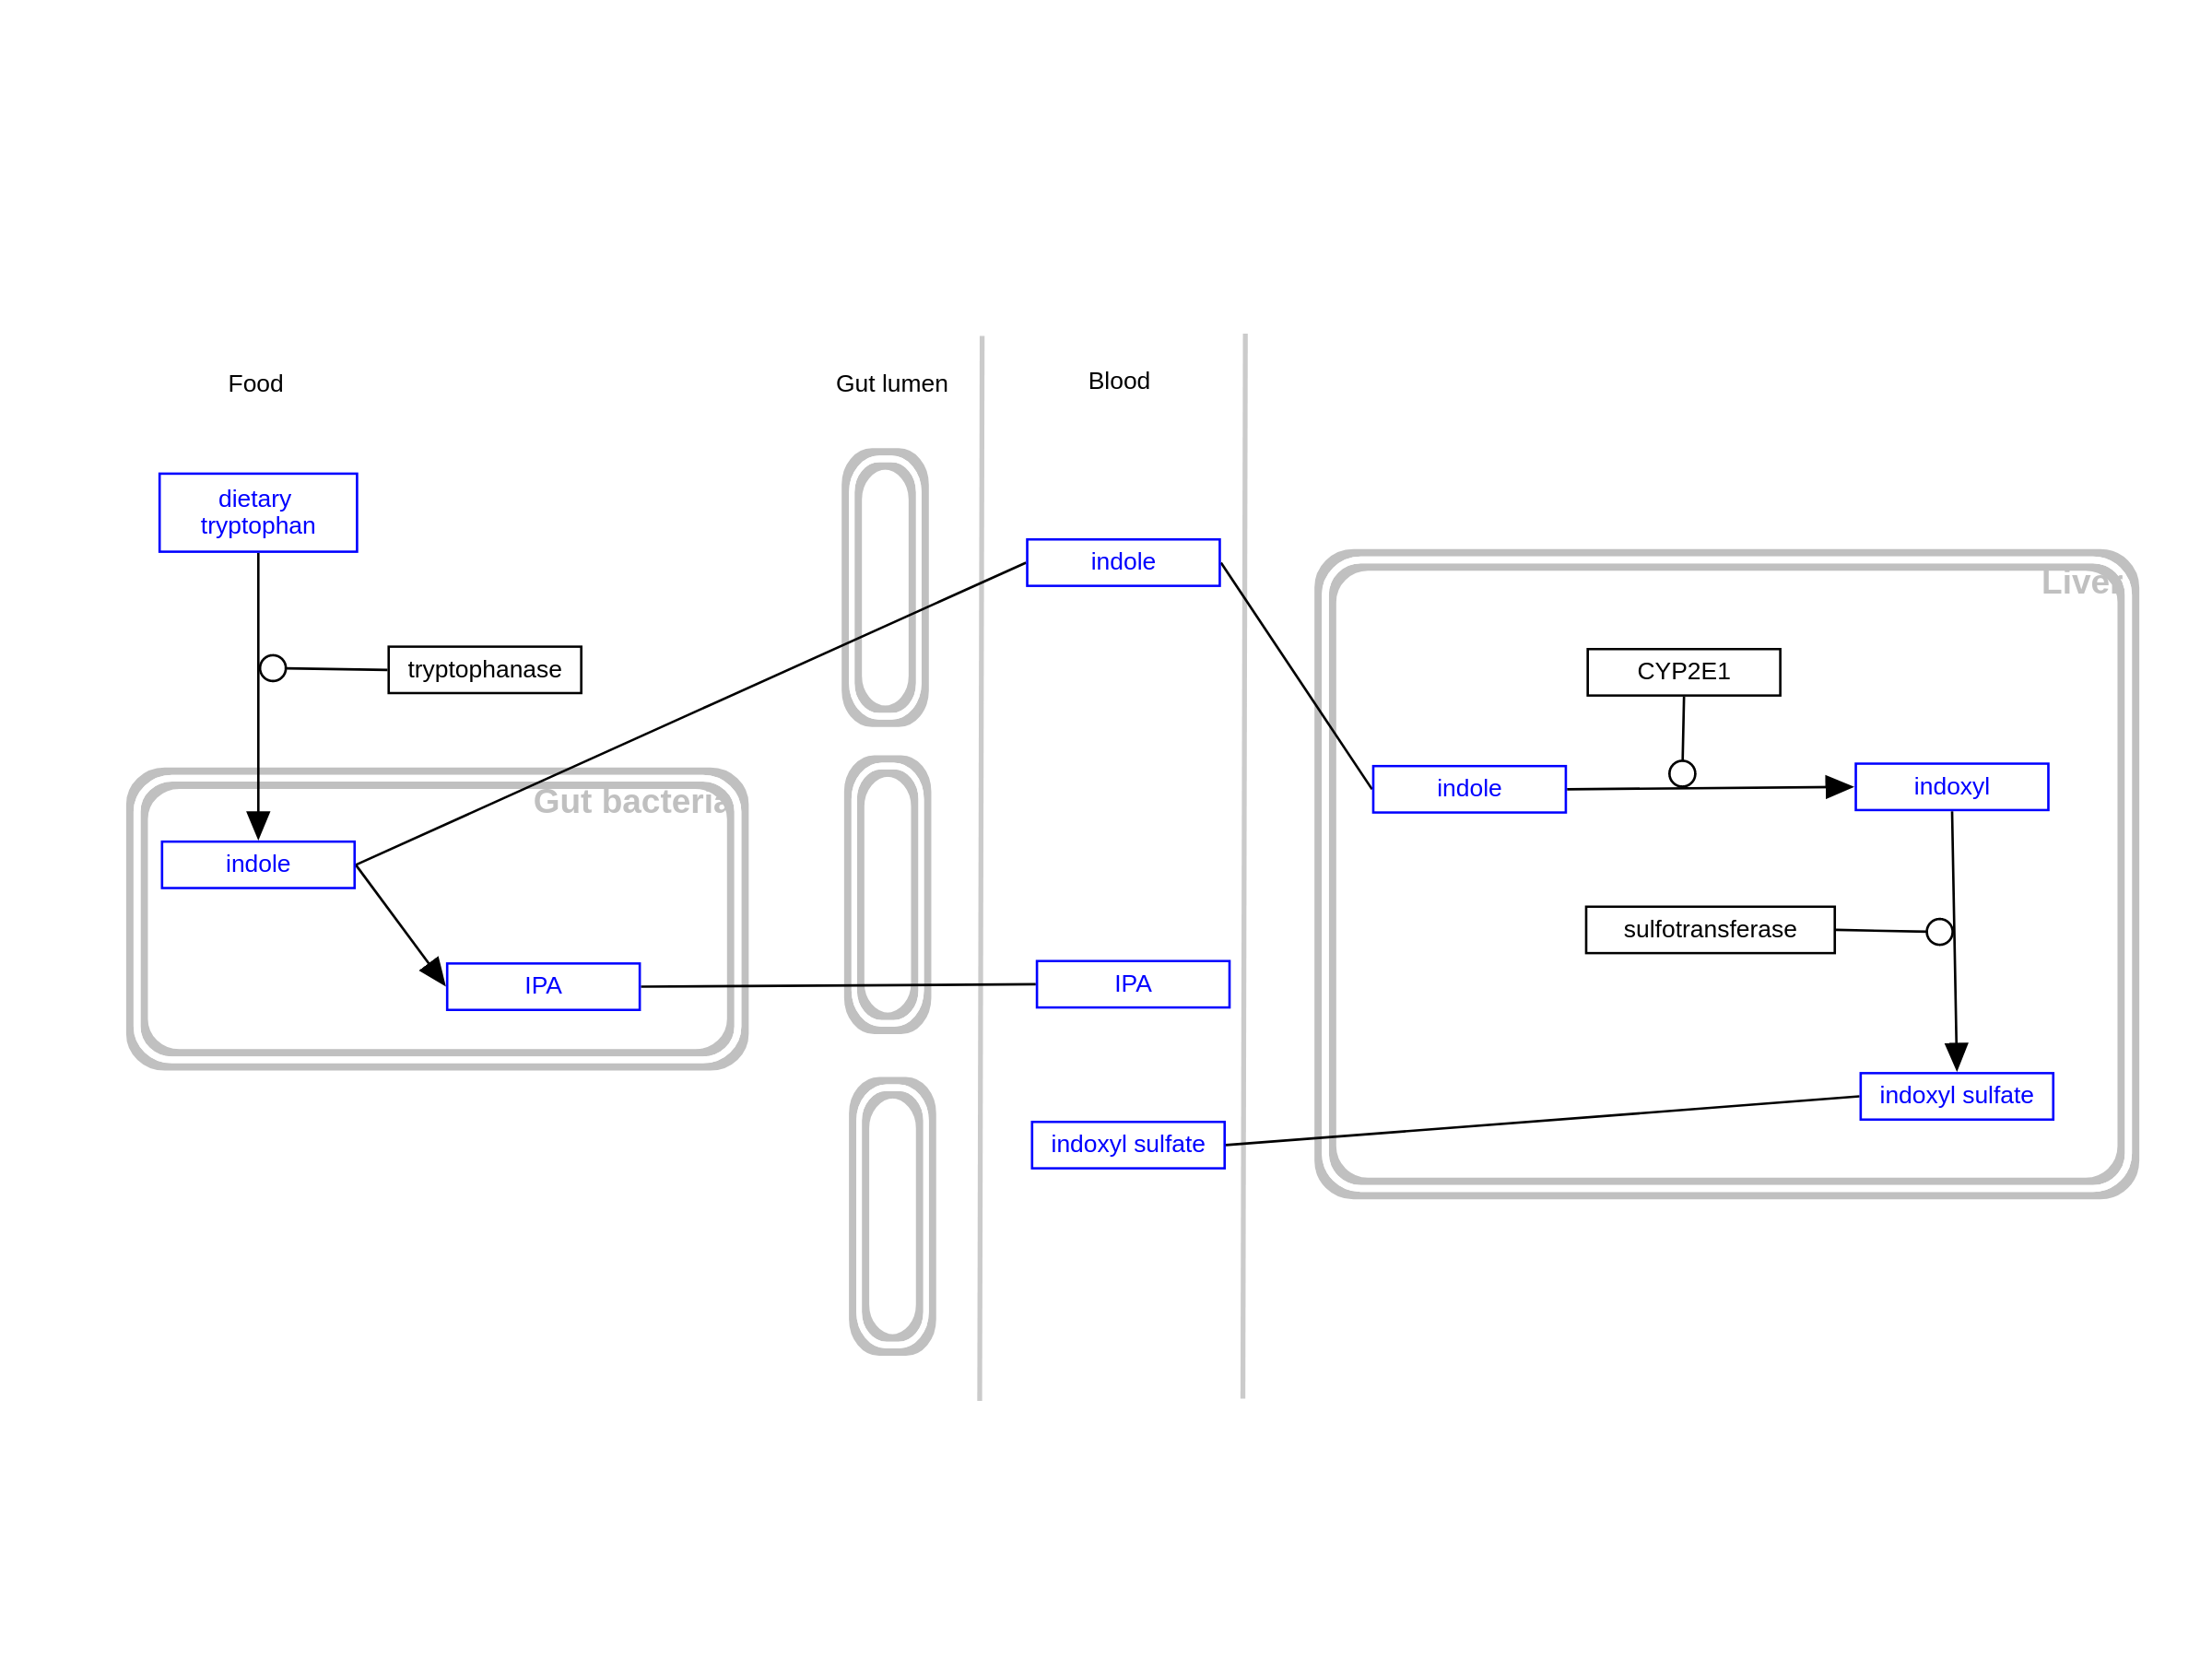 Food
Gut lumen
Blood
dietary
tryptophan
indole
Liver
tryptophanase
CYP2E1
Gut bacteria
indole
indoxyl
indole
sulfotransferase
IPA
IPA
indoxyl sulfate
indoxyl sulfate